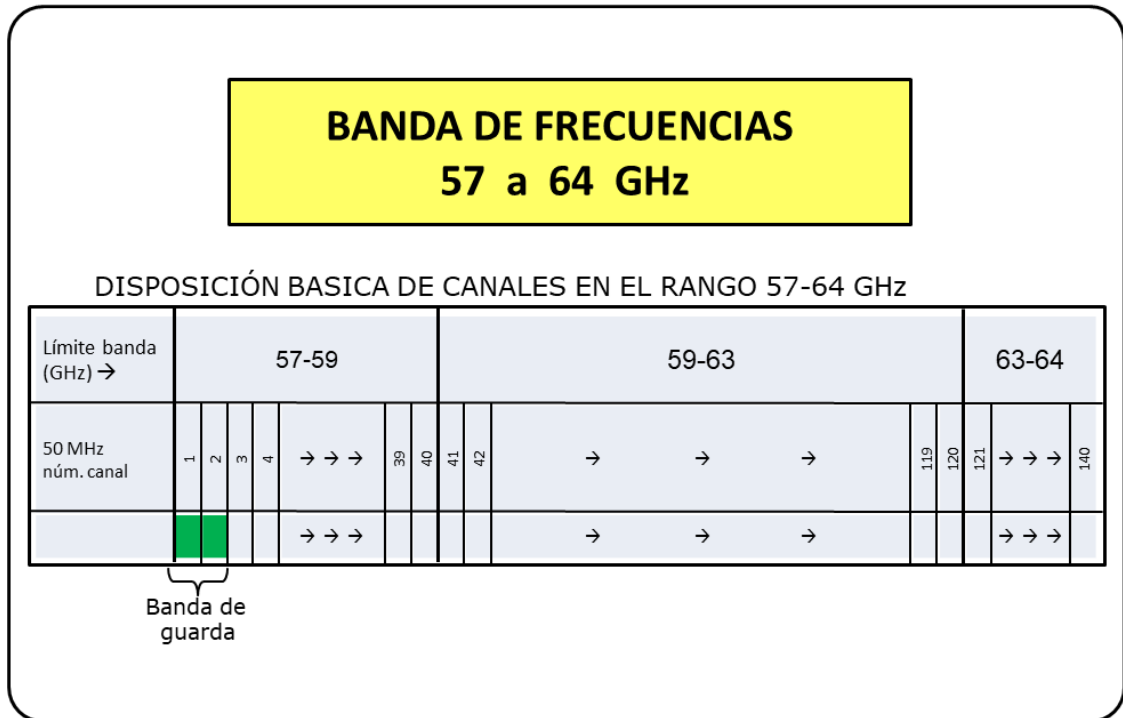 BANDA DE FRECUENCIAS
57 a 64 GHz
DISPOSICIÓN BASICA DE CANALES EN EL RANGO 57-64 GHz
Límite banda
(GHz) →
57-59
59-63
63-64
50 MHz
núm. canal
1 2 3 4 → → → 39 40 41 42 → → → 119 120 121 → → → 140
→ → → → → → → → →
Banda de
guarda